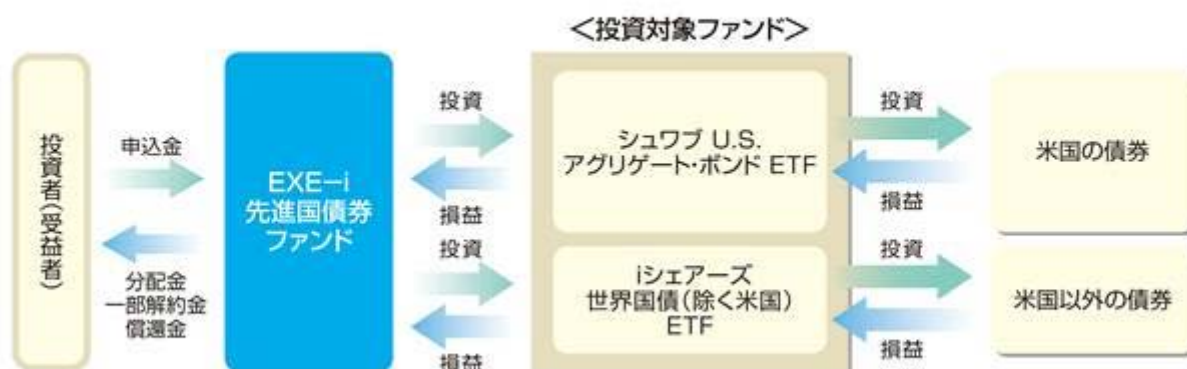 ＜投資対象ファンド＞
投資者（受益者）
申込金
分配金
一部解約金
償還金
EXE−i
先進国債券
ファンド
投資
損益
投資
損益
シュワブ U.S.
アグリゲート・ボンド ETF
iシェアーズ
世界国債（除く米国）
ETF
投資
損益
投資
損益
米国の債券
米国以外の債券